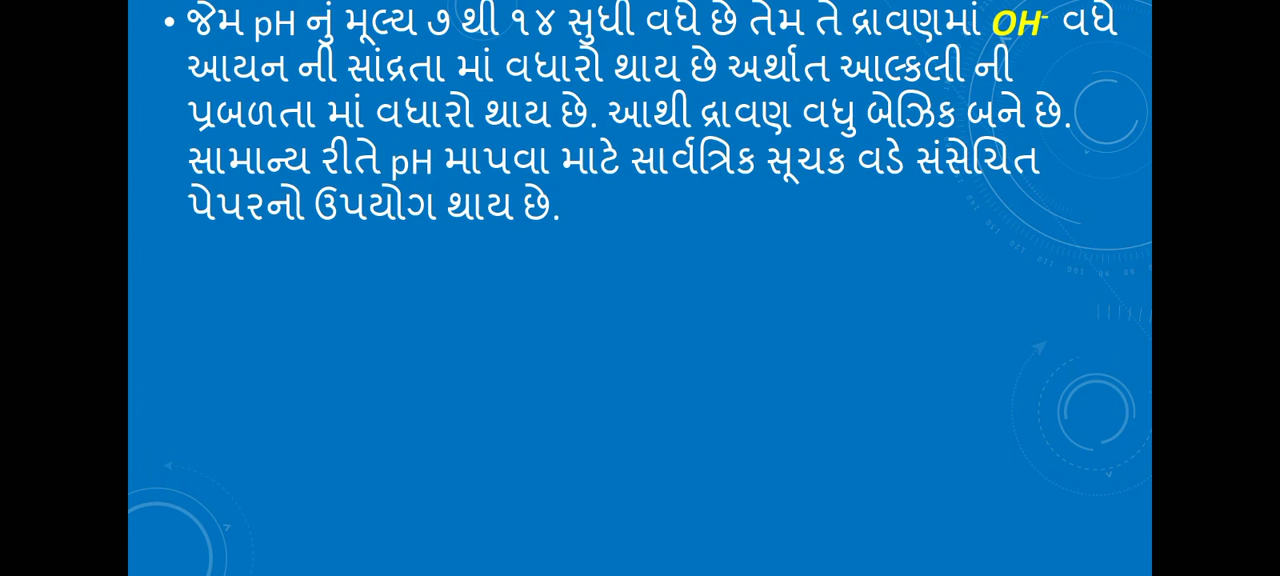 • જેમ pH નું મૂલ્ય ૭ થી ૧૪ સુધી વધે છે તેમ તે દ્રાવણમાં OH⁻ વધે
આયન ની સાંદ્રતા માં વધારો થાય છે અર્થાત આલ્કલી ની
પ્રબળતા માં વધારો થાય છે. આથી દ્રાવણ વધુ બેઝિક બને છે.
સામાન્ય રીતે pH માપવા માટે સાર્વત્રિક સૂચક વડે સંસેચિત
પેપરનો ઉપયોગ થાય છે.